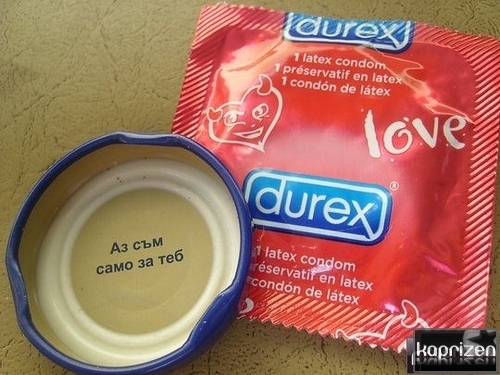 durex
1 latex condom
1 préservatif en latex
1 condón de látex
love
durex®
1 latex condom
préservatif en latex
condón de látex
Аз съм
само за теб
kaprizen